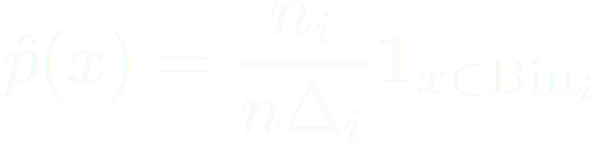 p̂(x) = n_i / (nΔ_i) 𝟏_{x∈Bin_i}